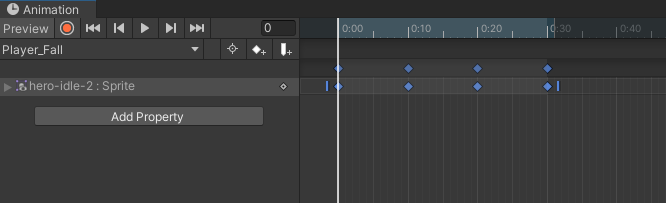 Animation
Preview 0 0:00 0:10 0:20 0:30 0:40
Player_Fall
hero-idle-2 : Sprite
Add Property